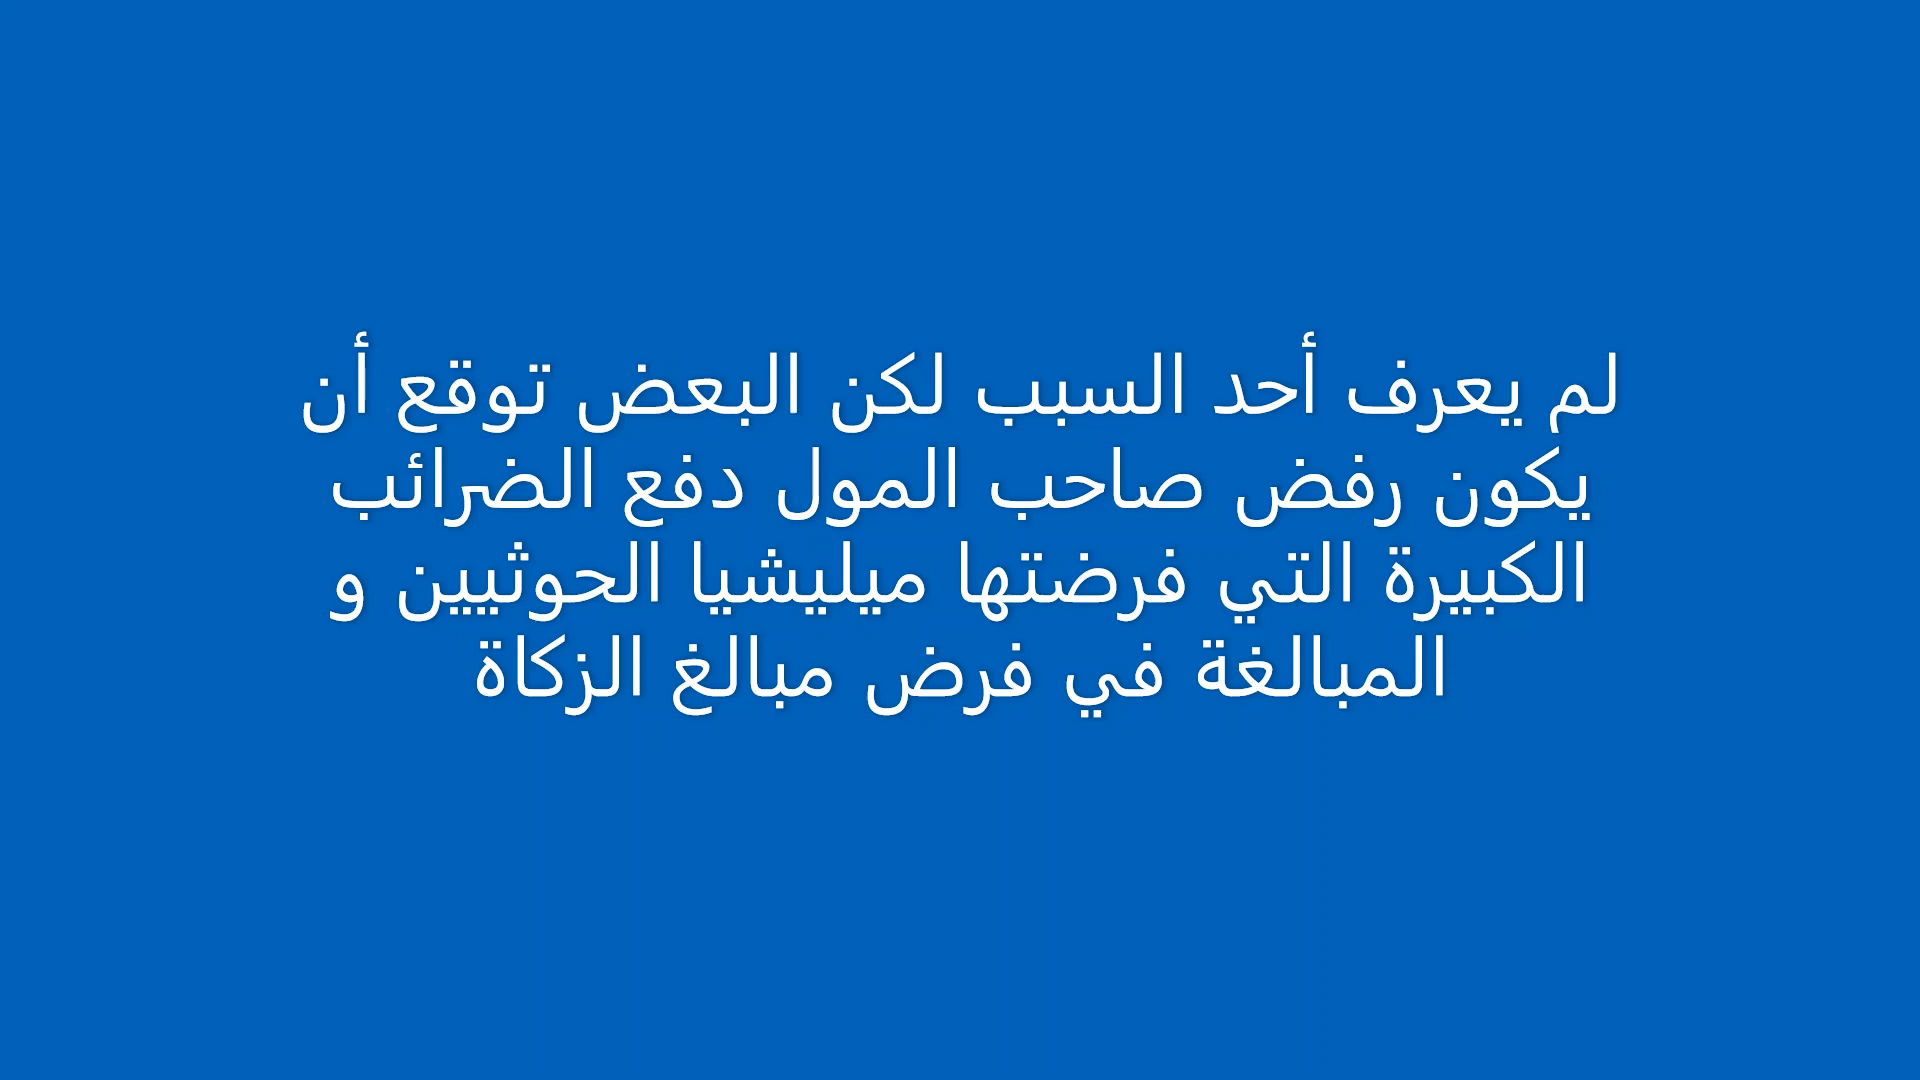 لم يعرف أحد السبب لكن البعض توقع أن
يكون رفض صاحب المول دفع الضرائب
الكبيرة التي فرضتها ميليشيا الحوثيين و
المبالغة في فرض مبالغ الزكاة